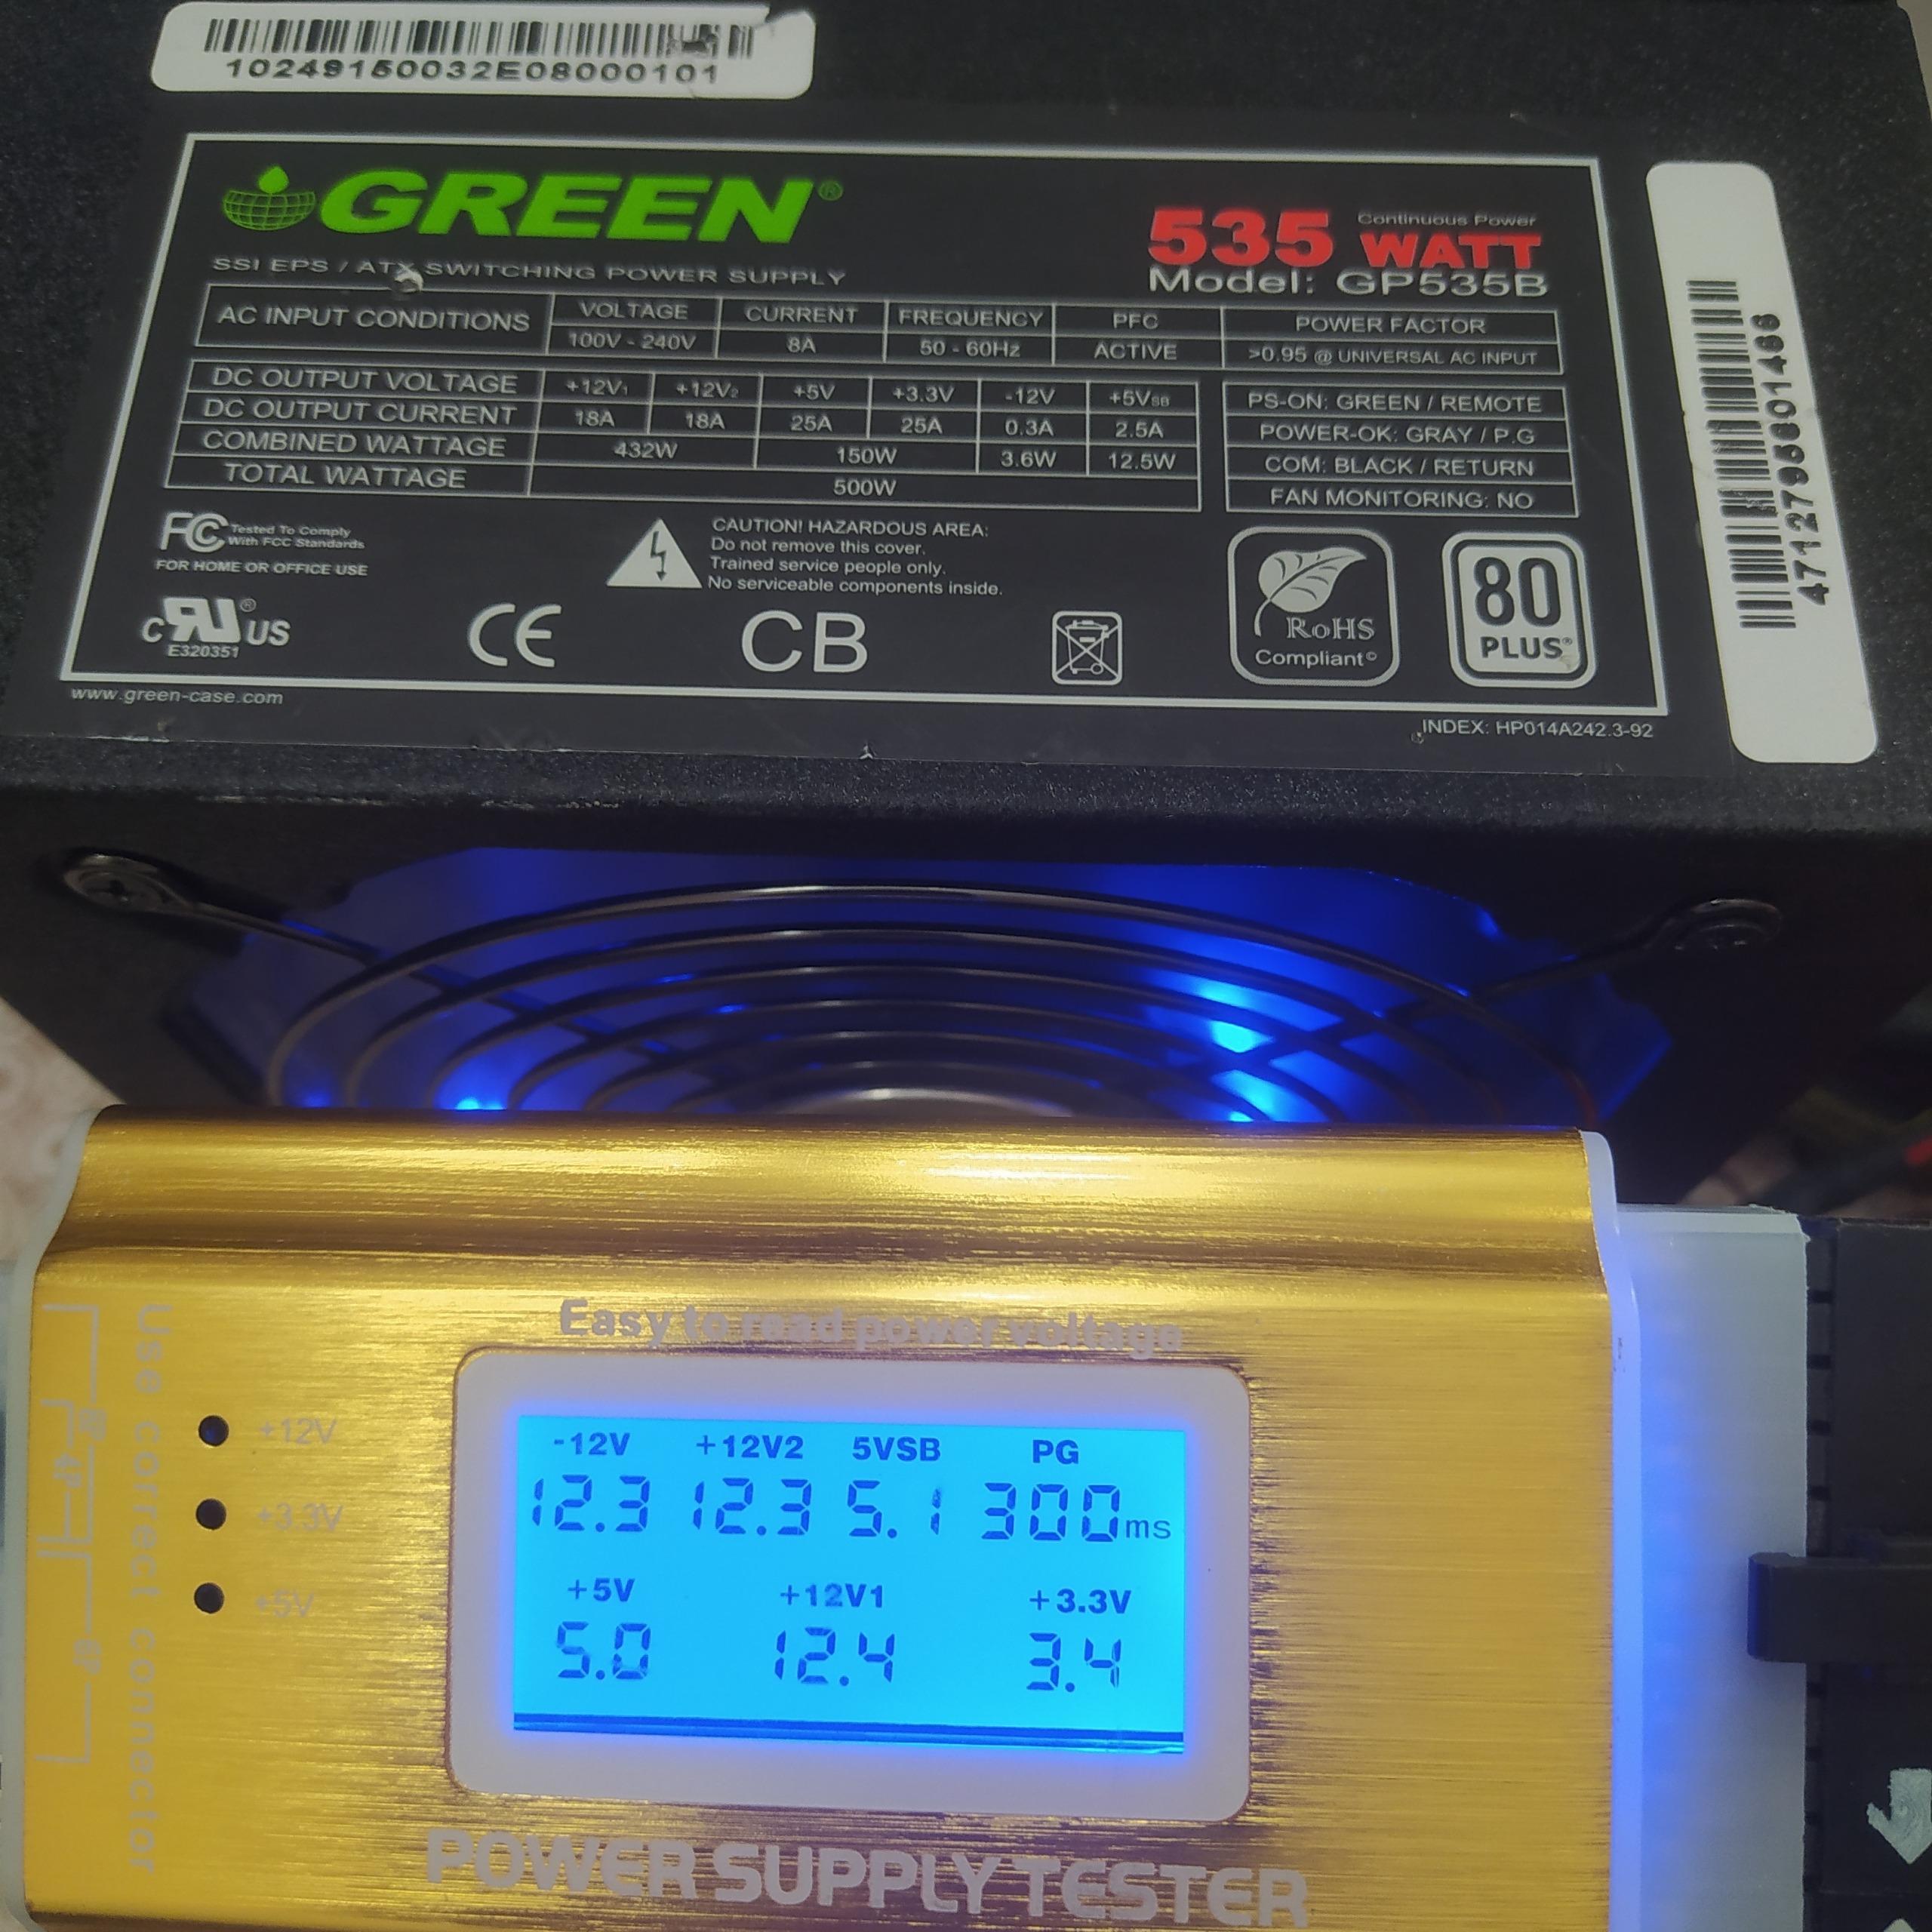 10249150032E08000101
GREEN®
535 Continuous Power
WATT
SSI EPS / ATX SWITCHING POWER SUPPLY
Model: GP535B
AC INPUT CONDITIONS VOLTAGE CURRENT FREQUENCY PFC POWER FACTOR
100V - 240V 8A 50 - 60Hz ACTIVE >0.95 @ UNIVERSAL AC INPUT
DC OUTPUT VOLTAGE +12V1 +12V2 +5V +3.3V -12V +5VSB
DC OUTPUT CURRENT 18A 18A 25A 25A 0.3A 2.5A
COMBINED WATTAGE 432W 150W 3.6W 12.5W
TOTAL WATTAGE 500W
PS-ON: GREEN / REMOTE
POWER-OK: GRAY / P.G
COM: BLACK / RETURN
FAN MONITORING: NO
FC Tested To Comply
With FCC Standards
FOR HOME OR OFFICE USE
CAUTION! HAZARDOUS AREA:
Do not remove this cover.
Trained service people only.
No serviceable components inside.
C RU ® US
E320351
CE
CB
RoHS
Compliant©
80
PLUS®
www.green-case.com
INDEX: HP014A242.3-92
Easy to read power voltage
Use correct connector
8P
4P
6P
+12V
+3.3V
+5V
-12V +12V2 5VSB PG
12.3 12.3 5.1 300ms
+5V +12V1 +3.3V
5.0 12.4 3.4
POWER SUPPLY TESTER